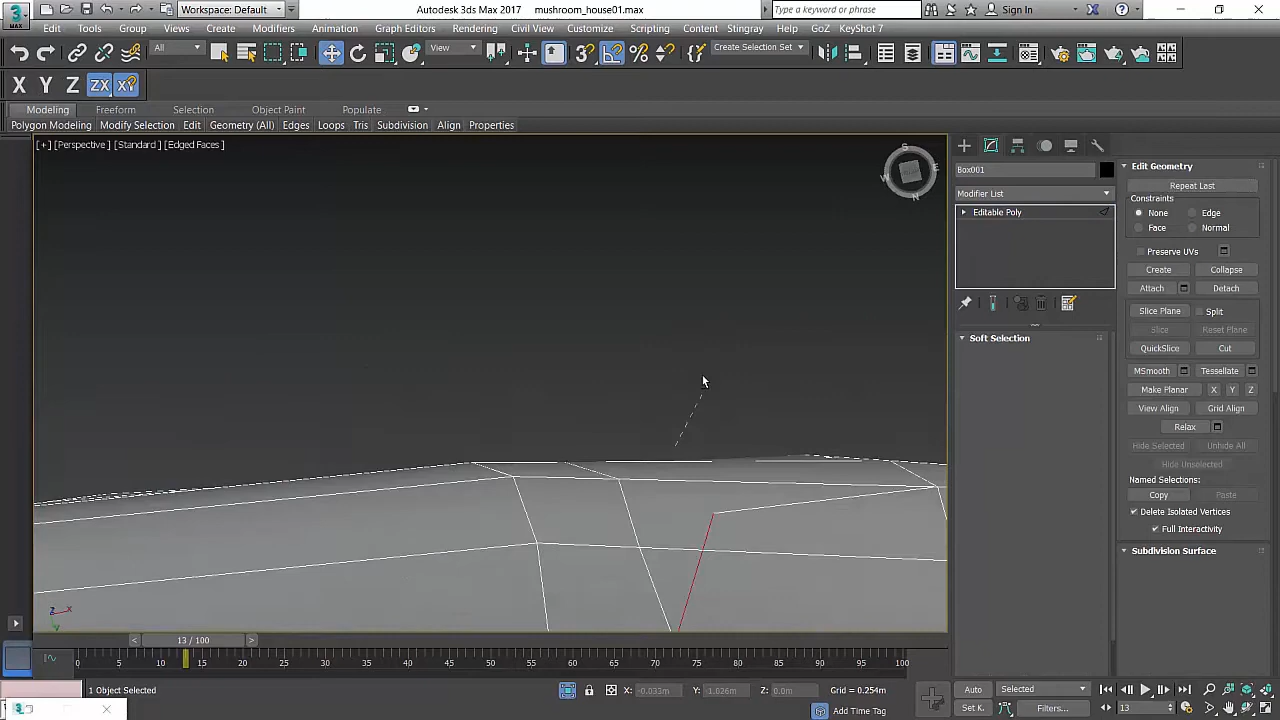 MAX
Workspace: Default
Autodesk 3ds Max 2017 mushroom_house01.max
Type a keyword or phrase
Sign In
Edit Tools Group Views Create Modifiers Animation Graph Editors Rendering Civil View Customize Scripting Content Stingray Help GoZ KeyShot 7
All
View
Create Selection Set
X Y Z ZX XY
Modeling Freeform Selection Object Paint Populate
Polygon Modeling Modify Selection Edit Geometry (All) Edges Loops Tris Subdivision Align Properties
[+] [Perspective ] [Standard ] [Edged Faces ]
S
E
W
N
Box001
Modifier List
Editable Poly
Soft Selection
Edit Geometry
Repeat Last
Constraints
None Edge
Face Normal
Preserve UVs
Create Collapse
Attach Detach
Slice Plane Split
Slice Reset Plane
QuickSlice Cut
MSmooth Tessellate
Make Planar X Y Z
View Align Grid Align
Relax
Hide Selected Unhide All
Hide Unselected
Named Selections:
Copy Paste
Delete Isolated Vertices
Full Interactivity
Subdivision Surface
z x
Y
< 13 / 100 >
0 5 10 15 20 25 30 35 40 45 50 55 60 65 70 75 80 85 90 95 100
1 Object Selected
X: -0.033m Y: -1.026m Z: 0.0m Grid = 0.254m
Add Time Tag
Auto Selected
Set K. Filters...
13